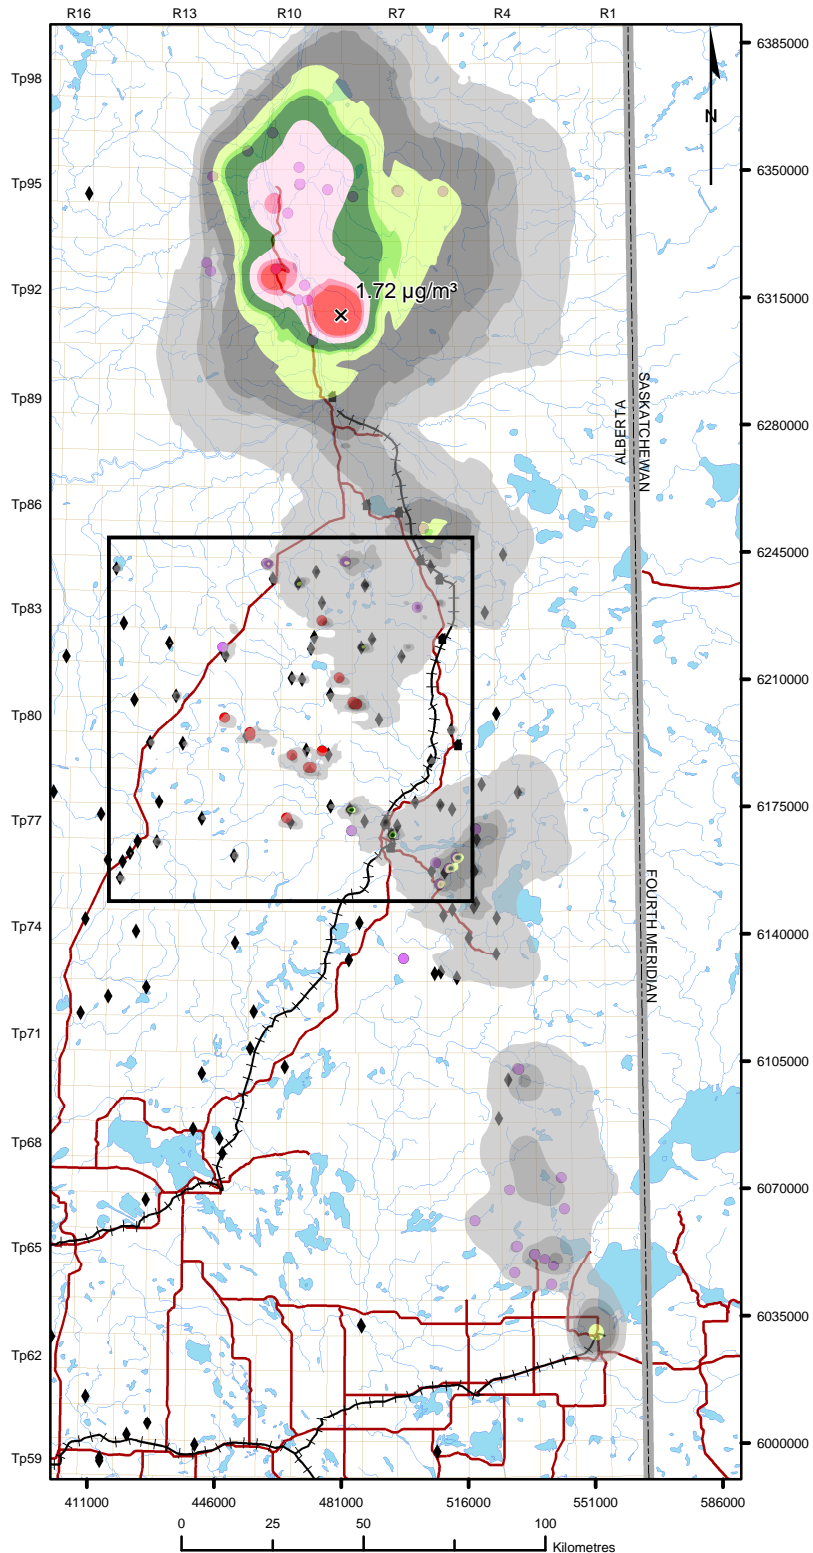 R16 R13 R10 R7 R4 R1
6385000
Tp98
N
6350000
Tp95
1.72 µg/m³
Tp92
6315000
Tp89
ALBERTA
SASKATCHEWAN
6280000
Tp86
6245000
Tp83
6210000
Tp80
6175000
Tp77
FOURTH MERIDIAN
Tp74
6140000
Tp71
6105000
Tp68
6070000
Tp65
6035000
Tp62
6000000
Tp59
411000 446000 481000 516000 551000 586000
0 25 50 100
Kilometres